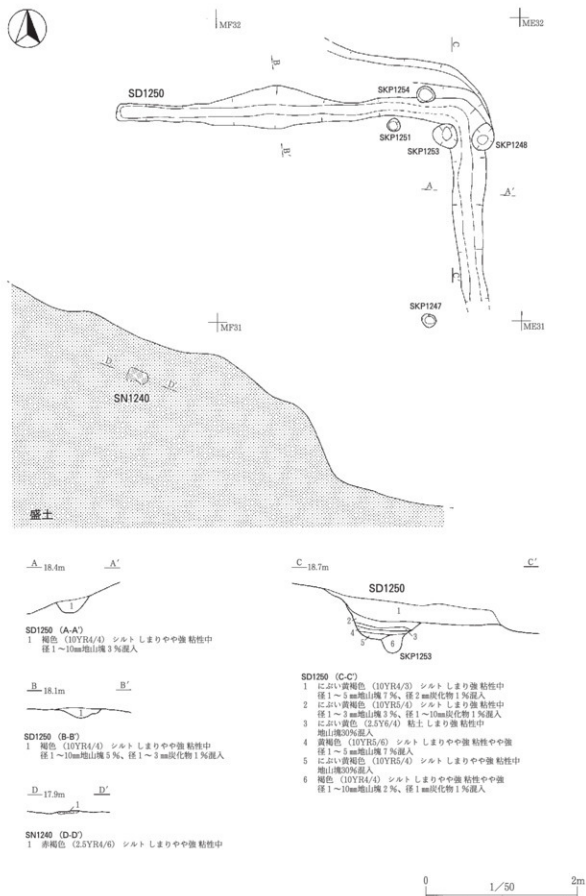 MF32
ME32
B
C
SD1250
SKP1254
SKP1251
SKP1253
SKP1248
B'
A A'
C'
SKP1247
MF31
ME31
D
D'
SN1240
盛土
A 18.4m A'
1
SD1250 (A-A')
1 褐色 (10YR4/4) シルト しまりやや強 粘性中
径1～10㎜地山塊3％混入
B 18.1m B'
1
SD1250 (B-B')
1 褐色 (10YR4/4) シルト しまりやや強 粘性中
径1～10㎜地山塊5％、径1～3㎜炭化物1％混入
D 17.9m D'
1
SN1240 (D-D')
1 赤褐色 (2.5YR4/6) シルト しまりやや強 粘性中
C 18.7m C'
SD1250
1
2
3
4
5
6
SKP1253
SD1250 (C-C')
1 にぶい黄褐色 (10YR4/3) シルト しまり強 粘性中
径1～5㎜地山塊7％、径2㎜炭化物1％混入
2 にぶい黄褐色 (10YR5/4) シルト しまり強 粘性中
径1～3㎜地山塊3％、径1～10㎜炭化物1％混入
3 にぶい黄色 (2.5Y6/4) 粘土 しまり強 粘性中
地山塊30％混入
4 黄褐色 (10YR5/6) シルト しまりやや強 粘性やや強
径1～5㎜地山塊7％混入
5 にぶい黄褐色 (10YR5/4) シルト しまりやや強 粘性中
地山塊30％混入
6 褐色 (10YR4/4) シルト しまりやや強 粘性やや強
径1～10㎜地山塊2％、径1㎜炭化物1％混入
0 1/50 2m